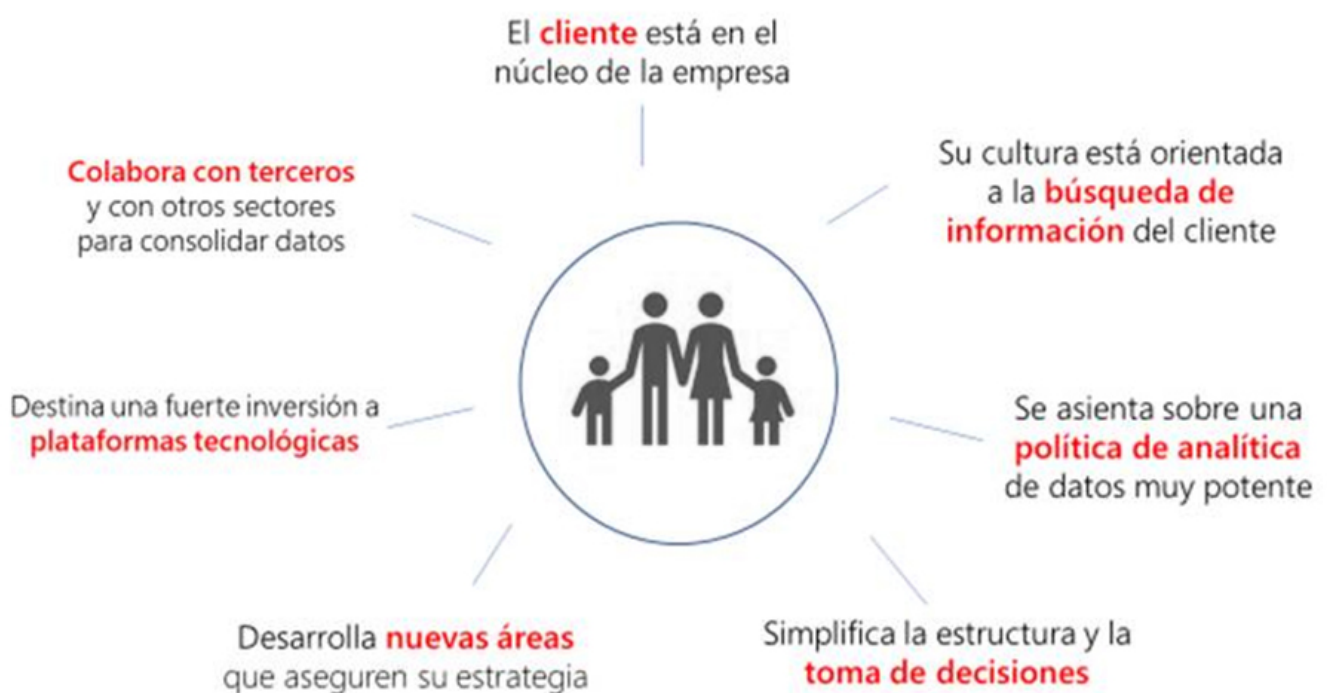 El cliente está en el
núcleo de la empresa
Su cultura está orientada
a la búsqueda de
información del cliente
Se asienta sobre una
política de analítica
de datos muy potente
Simplifica la estructura y la
toma de decisiones
Desarrolla nuevas áreas
que aseguren su estrategia
Destina una fuerte inversión a
plataformas tecnológicas
Colabora con terceros
y con otros sectores
para consolidar datos